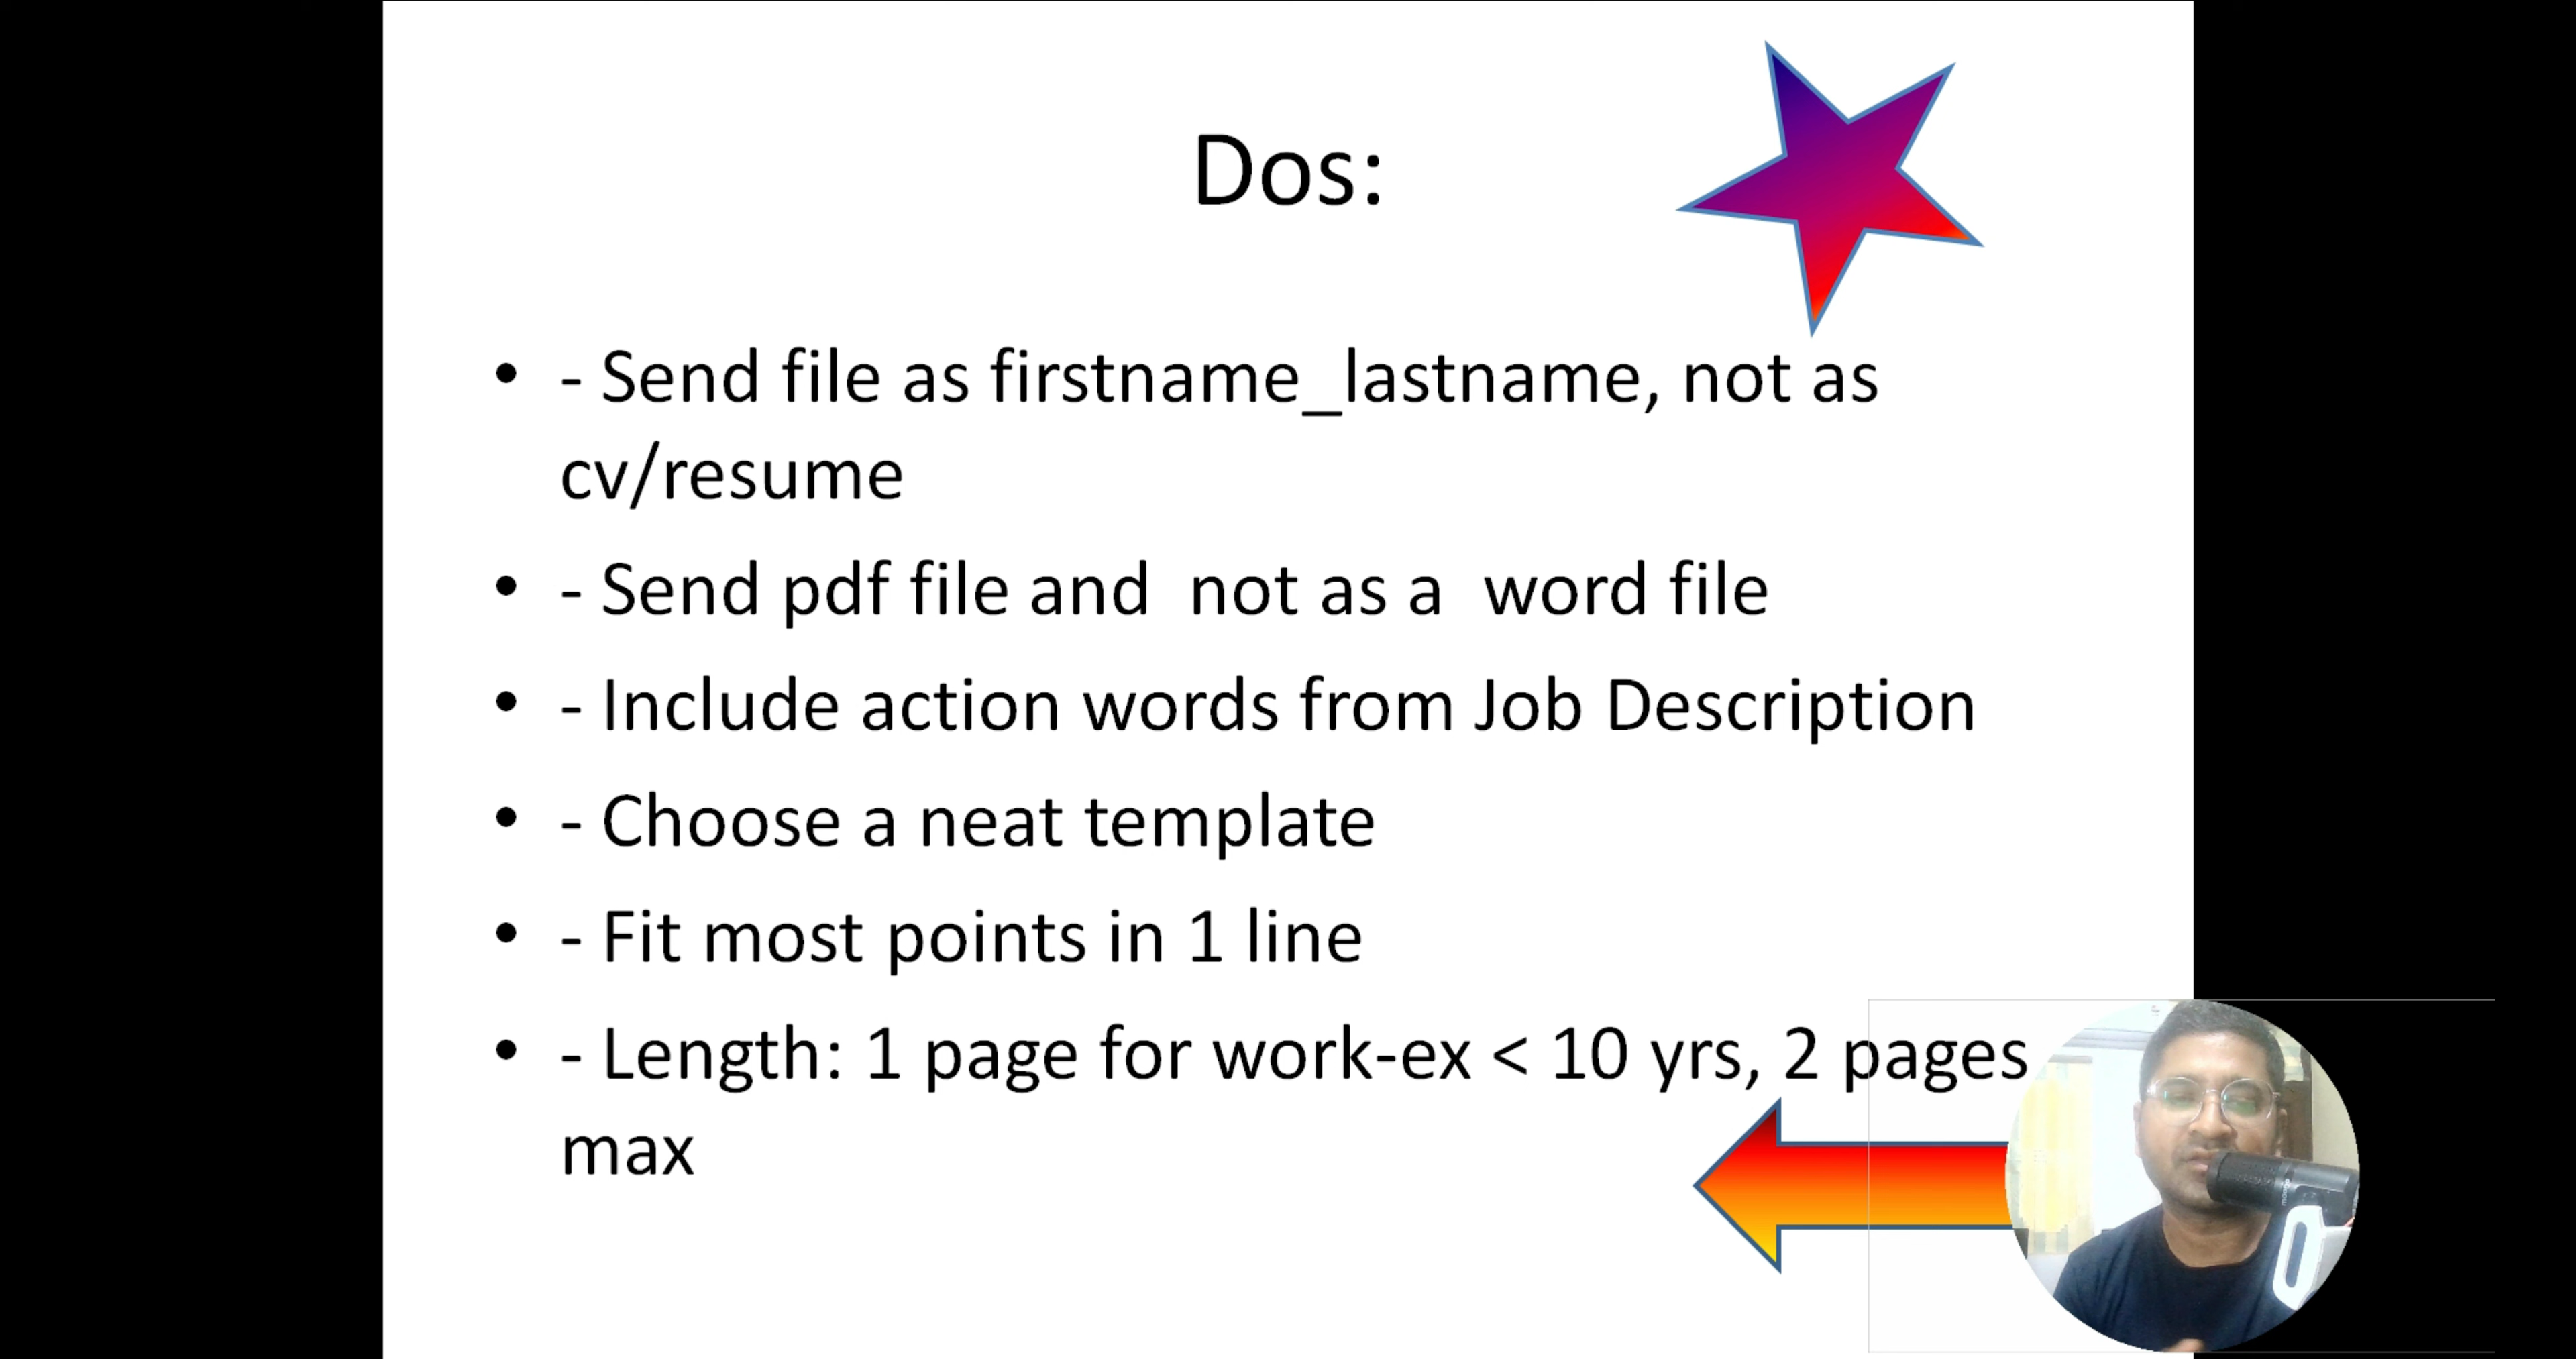 Dos:
• - Send file as firstname_lastname, not as
cv/resume
• - Send pdf file and  not as a  word file
• - Include action words from Job Description
• - Choose a neat template
• - Fit most points in 1 line
• - Length: 1 page for work-ex < 10 yrs, 2 pages
max